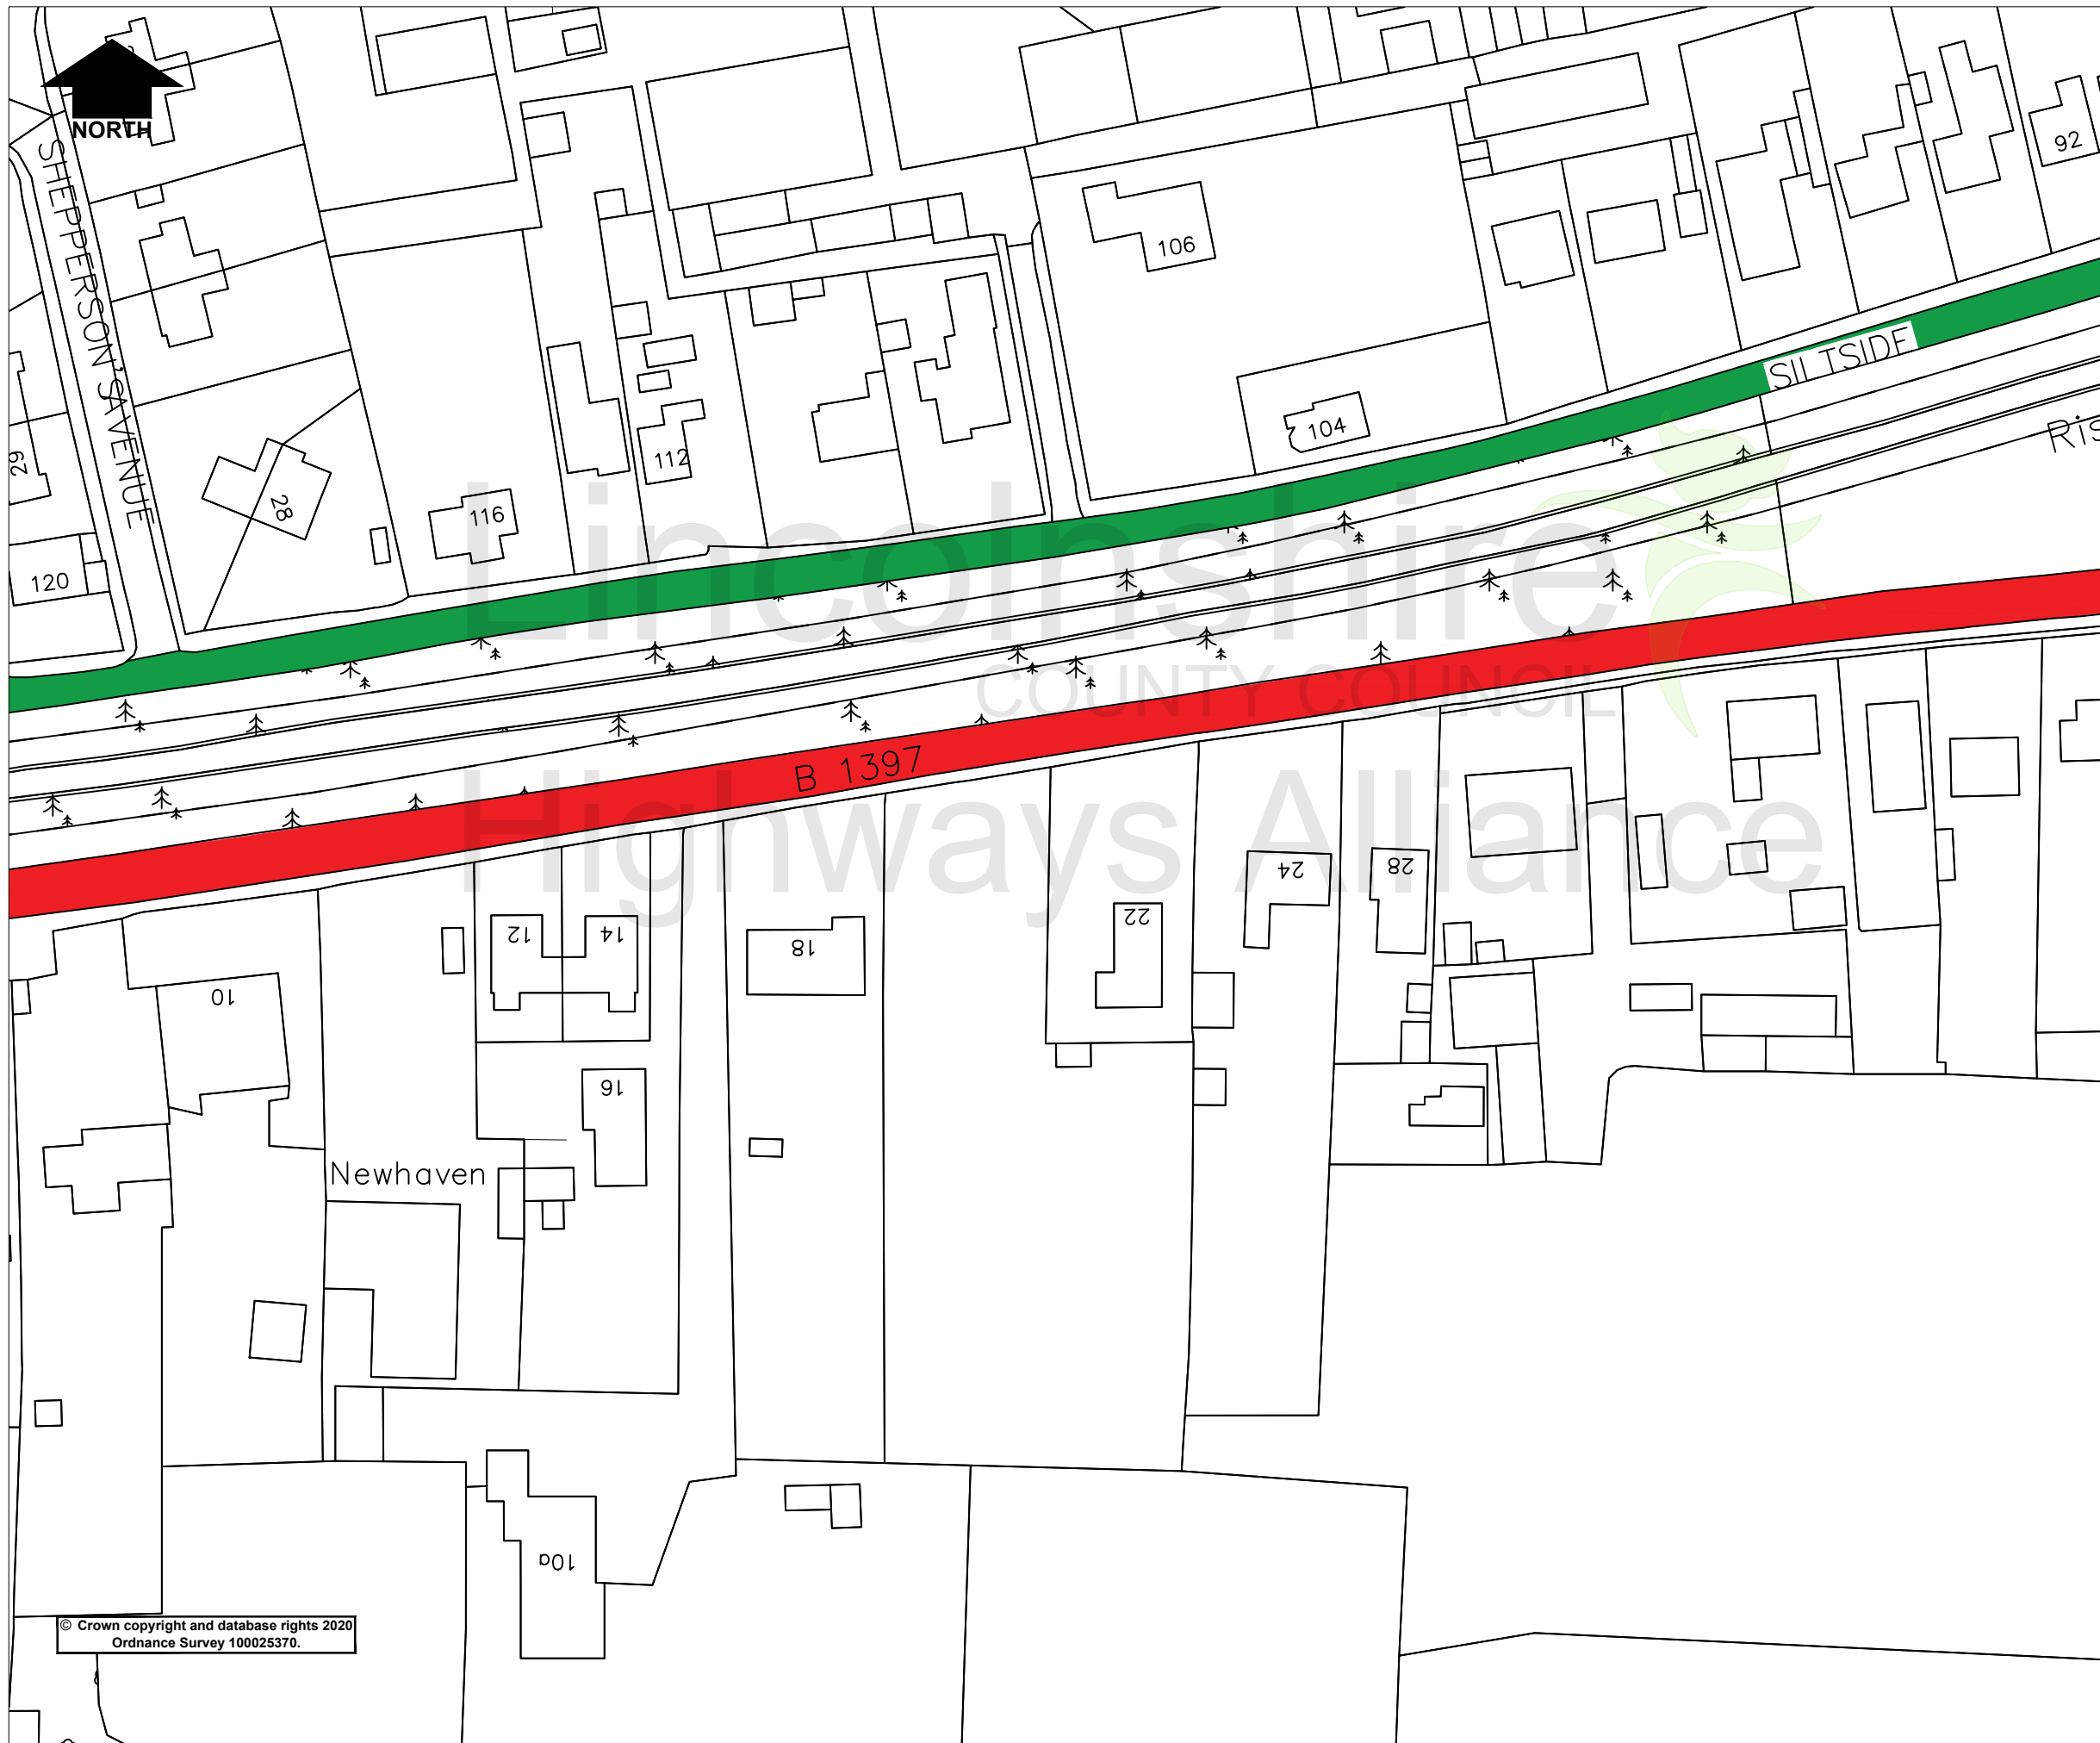 NORTH
SHEPPERSON'S AVENUE
92
106
SILTSIDE
104
29
112
28
116
120
Lincolnshire
COUNTY COUNCIL
B 1397
Highways Alliance
24
28
22
12
14
18
10
16
Newhaven
10a
© Crown copyright and database rights 2020
Ordnance Survey 100025370.